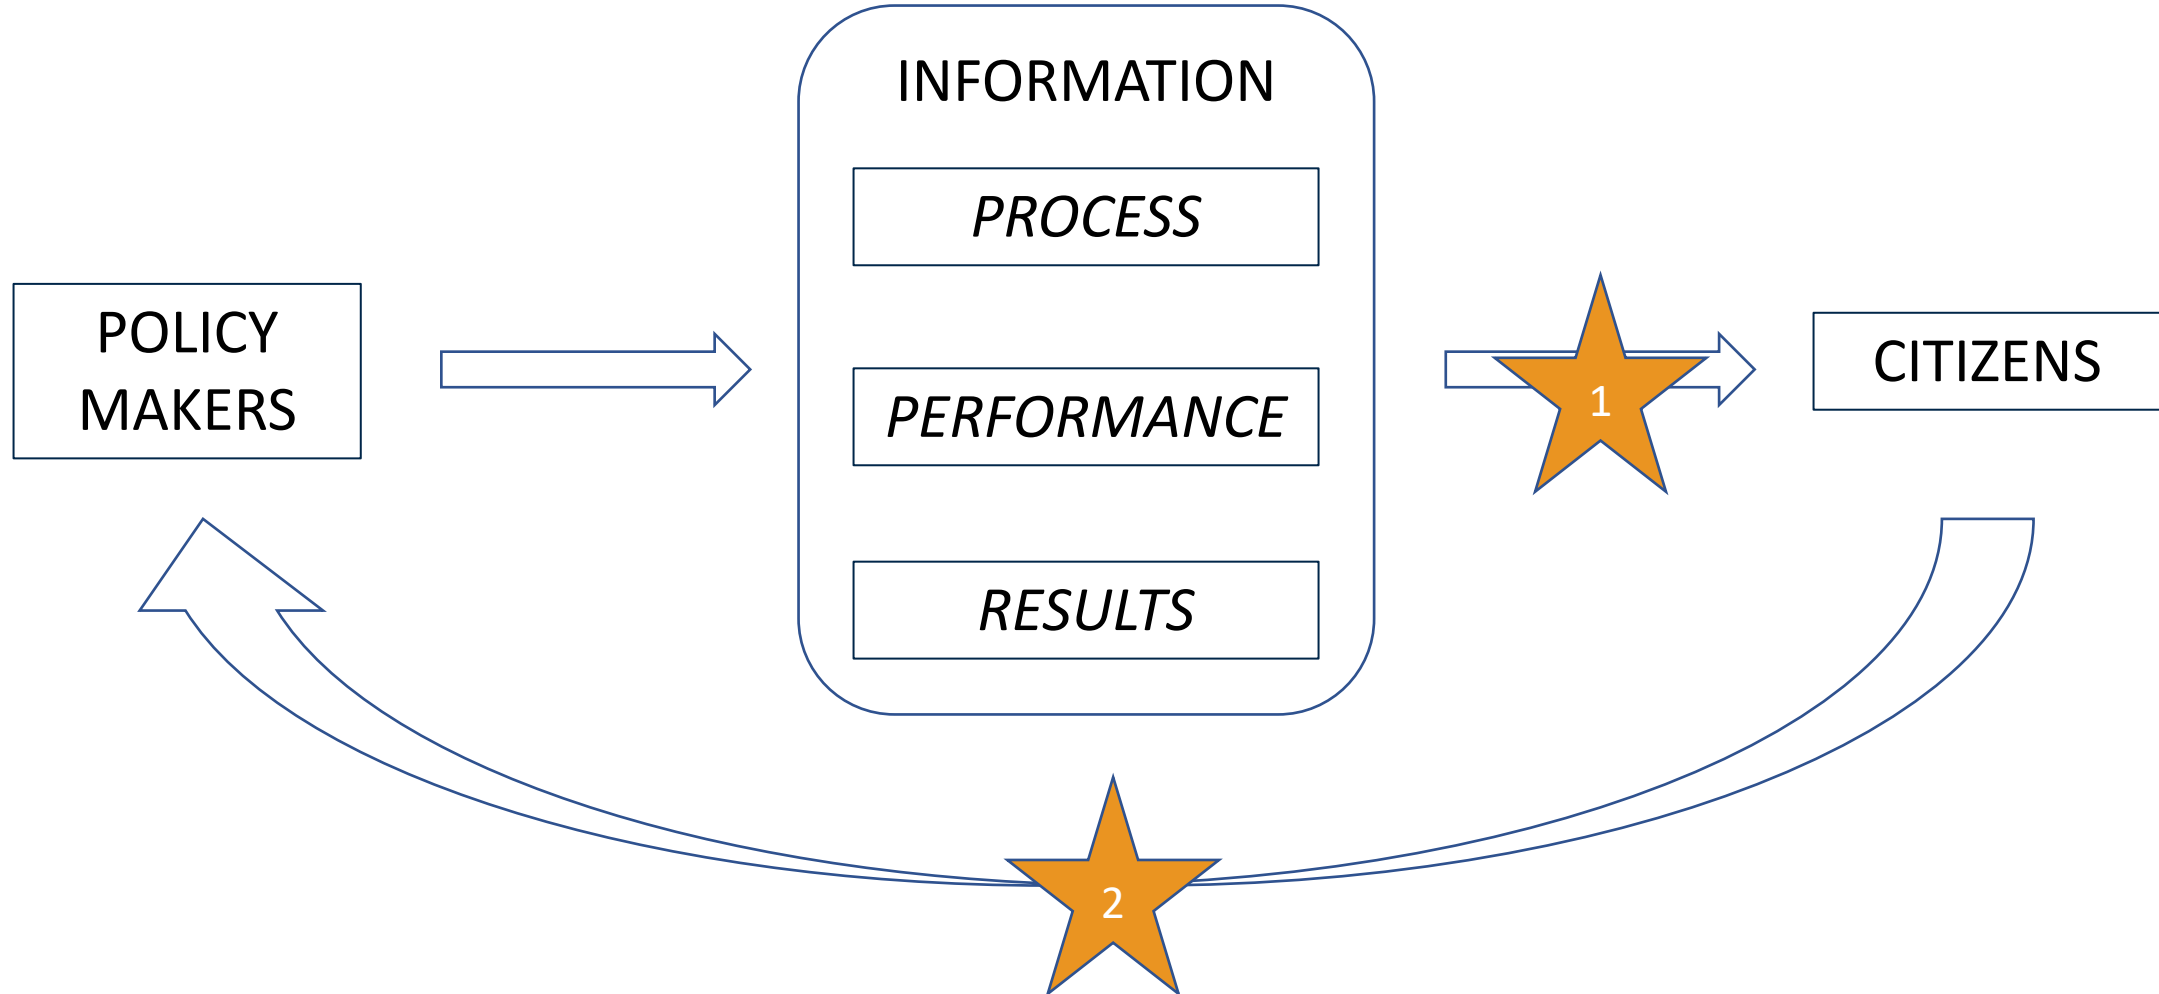 INFORMATION
PROCESS
POLICY
MAKERS
PERFORMANCE
1
CITIZENS
RESULTS
2